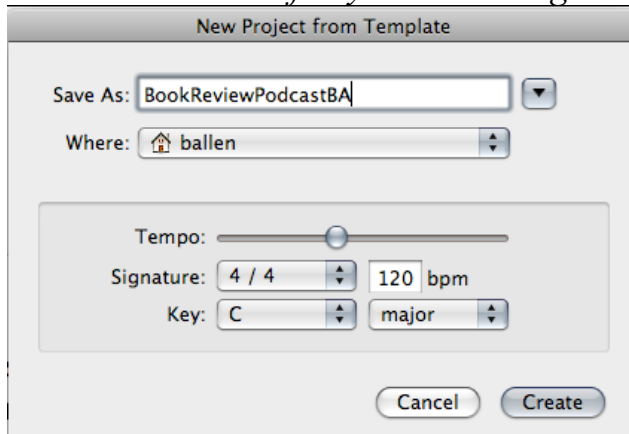 New Project from Template
Save As: BookReviewPodcastBA
Where: ballen
Tempo:
Signature: 4 / 4 120 bpm
Key: C major
Cancel Create